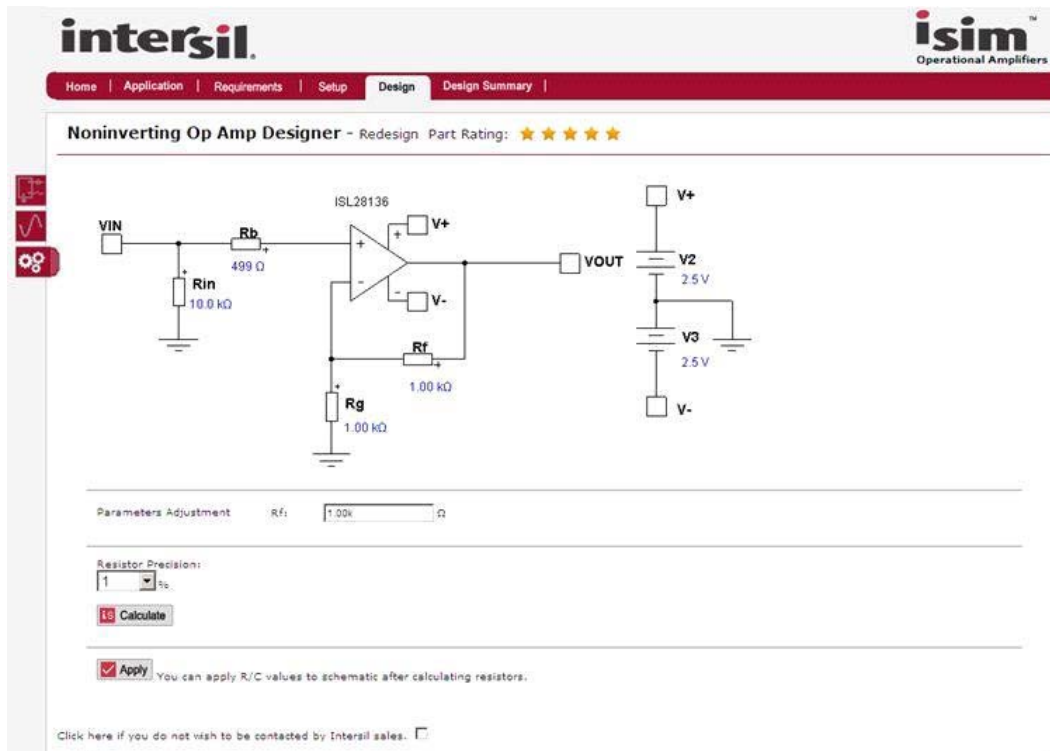 intersil.
isim™
Operational Amplifiers
Home | Application | Requirements | Setup Design Design Summary |
Noninverting Op Amp Designer - Redesign Part Rating:
ISL28136
VIN
Rb
499 Ω
Rin
10.0 kΩ
+
-
+
V+
-
V-
VOUT
Rf
1.00 kΩ
Rg
1.00 kΩ
V+
V2
2.5 V
V3
2.5 V
V-
Parameters Adjustment Rf: 1.00k Ω
Resistor Precision:
1 %
is Calculate
Apply You can apply R/C values to schematic after calculating resistors.
Click here if you do not wish to be contacted by Intersil sales.